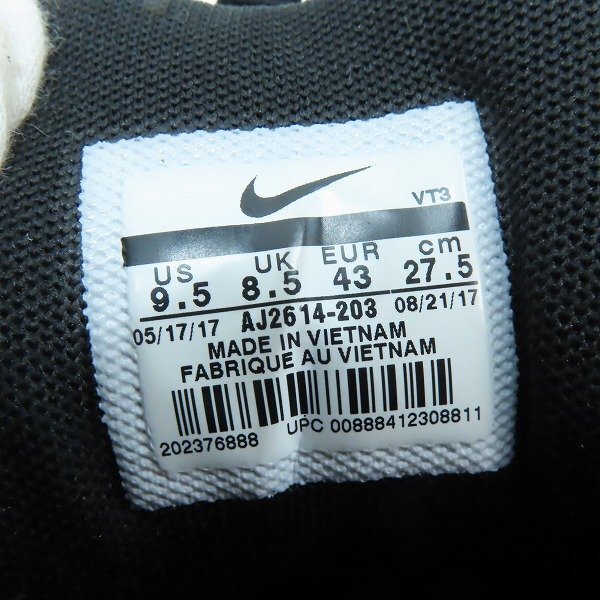 VT3
US UK EUR cm
9.5 8.5 43 27.5
05/17/17 AJ2614-203 08/21/17
MADE IN VIETNAM
FABRIQUE AU VIETNAM
202376888 UPC 00888412308811